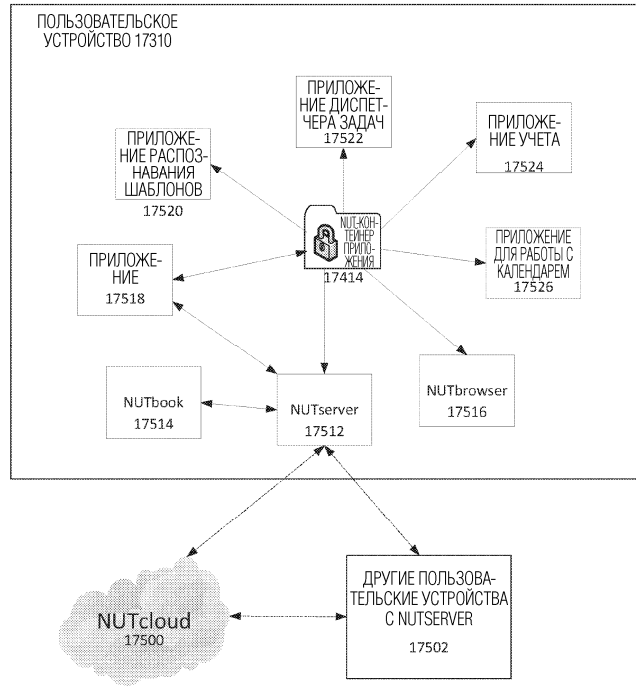 ПОЛЬЗОВАТЕЛЬСКОЕ
УСТРОЙСТВО 17310
ПРИЛОЖЕ-
НИЕ ДИСПЕТ-
ЧЕРА ЗАДАЧ
17522
ПРИЛОЖЕ-
НИЕ УЧЕТА
17524
ПРИЛОЖЕ-
НИЕ РАСПОЗ-
НАВАНИЯ
ШАБЛОНОВ
17520
NUT-КОН-
ТЕЙНЕР
ПРИЛО-
ЖЕНИЯ
17414
ПРИЛОЖЕНИЕ
ДЛЯ РАБОТЫ С
КАЛЕНДАРЕМ
17526
ПРИЛОЖЕ-
НИЕ
17518
NUTbook
17514
NUTserver
17512
NUTbrowser
17516
NUTcloud
17500
ДРУГИЕ ПОЛЬЗОВА-
ТЕЛЬСКИЕ УСТРОЙСТВА
С NUTSERVER
17502